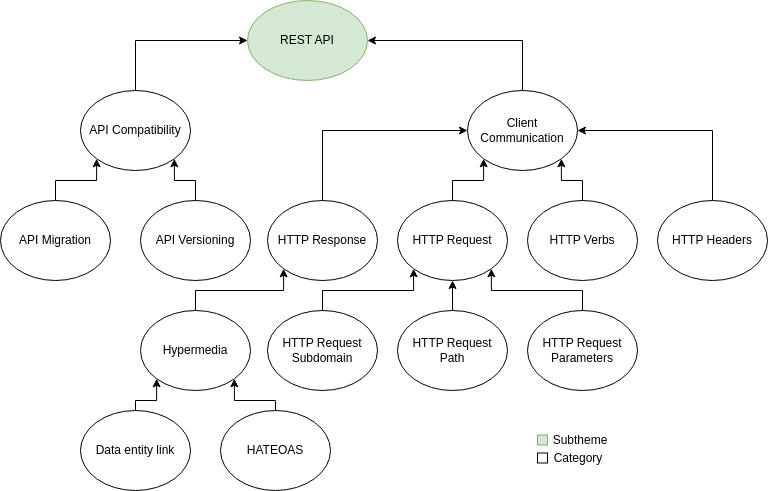 REST API
API Compatibility
Client
Communication
API Migration
API Versioning
HTTP Response
HTTP Request
HTTP Verbs
HTTP Headers
Hypermedia
HTTP Request
Subdomain
HTTP Request
Path
HTTP Request
Parameters
Data entity link
HATEOAS
Subtheme
Category